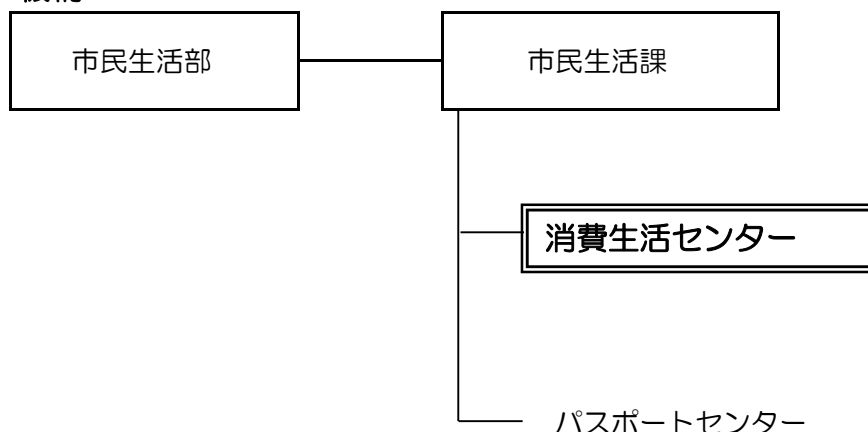 市民生活部
市民生活課
消費生活センター
パスポートセンター